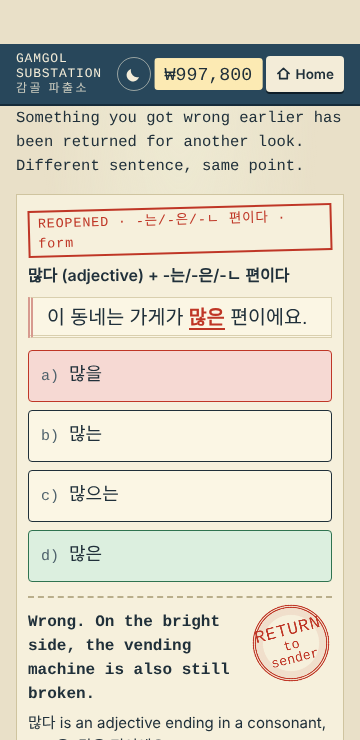 GAMGOL
SUBSTATION
감골 파출소
₩997,800
Home
Something you got wrong earlier has
been returned for another look.
Different sentence, same point.
REOPENED · -는/-은/-ㄴ 편이다 ·
form
많다 (adjective) + -는/-은/-ㄴ 편이다
이 동네는 가게가 많은 편이에요.
a) 많을
b) 많는
c) 많으는
d) 많은
Wrong. On the bright
side, the vending
machine is also still
broken.
RETURN
to
sender
많다 is an adjective ending in a consonant,